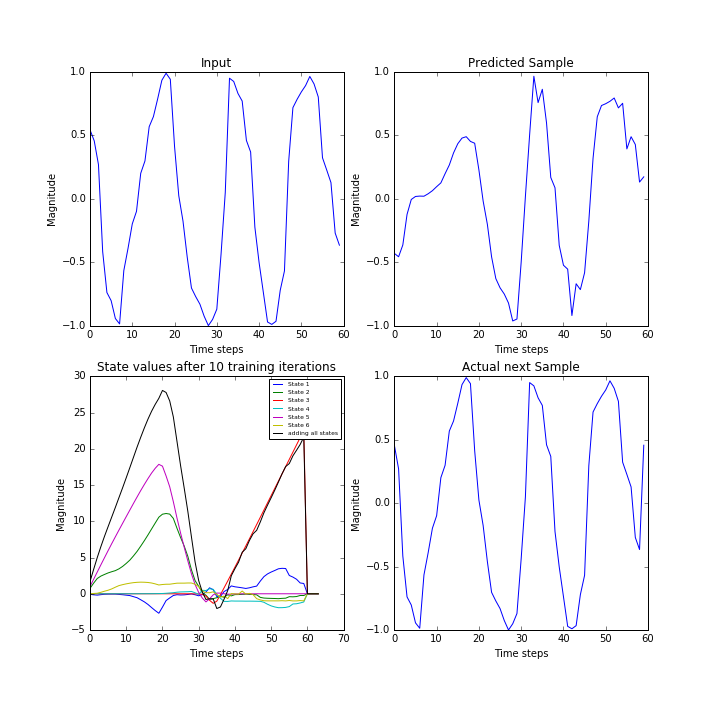 Input
Magnitude
1.0
0.5
0.0
−0.5
−1.0
0 10 20 30 40 50 60
Time steps
Predicted Sample
Magnitude
1.0
0.5
0.0
−0.5
−1.0
0 10 20 30 40 50 60
Time steps
State values after 10 training iterations
Magnitude
30
25
20
15
10
5
0
−5
0 10 20 30 40 50 60 70
Time steps
State 1
State 2
State 3
State 4
State 5
State 6
adding all states
Actual next Sample
Magnitude
1.0
0.5
0.0
−0.5
−1.0
0 10 20 30 40 50 60
Time steps